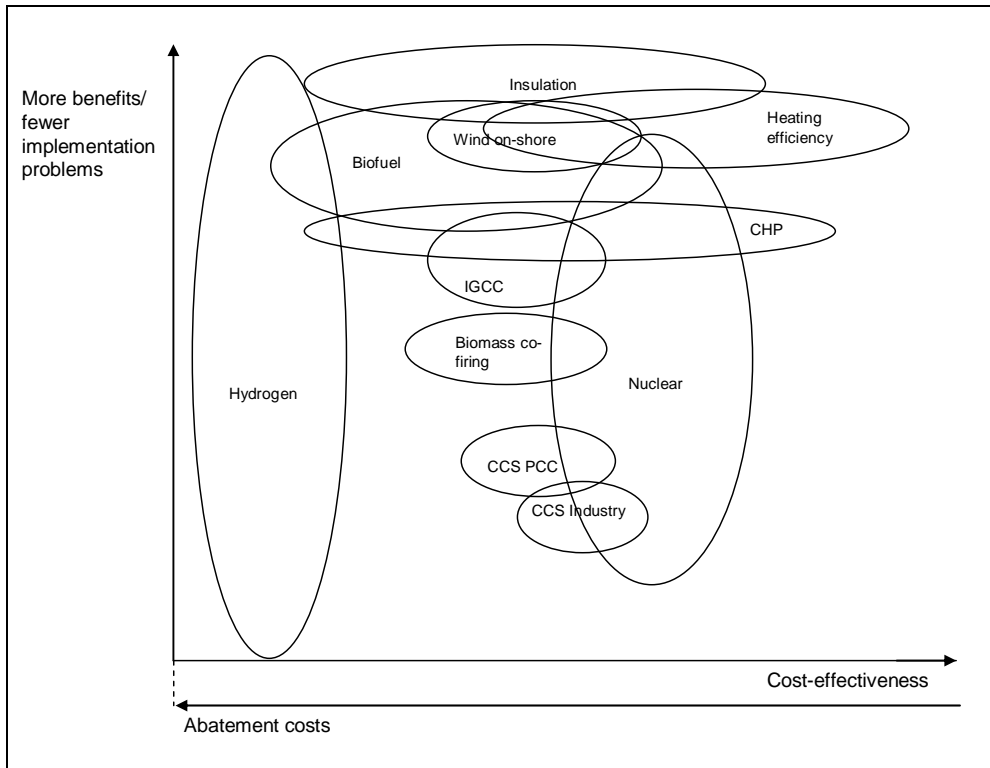 More benefits/
fewer
implementation
problems
Insulation
Heating
efficiency
Wind on-shore
Biofuel
CHP
IGCC
Biomass co-
firing
Nuclear
Hydrogen
CCS PCC
CCS Industry
Cost-effectiveness
Abatement costs